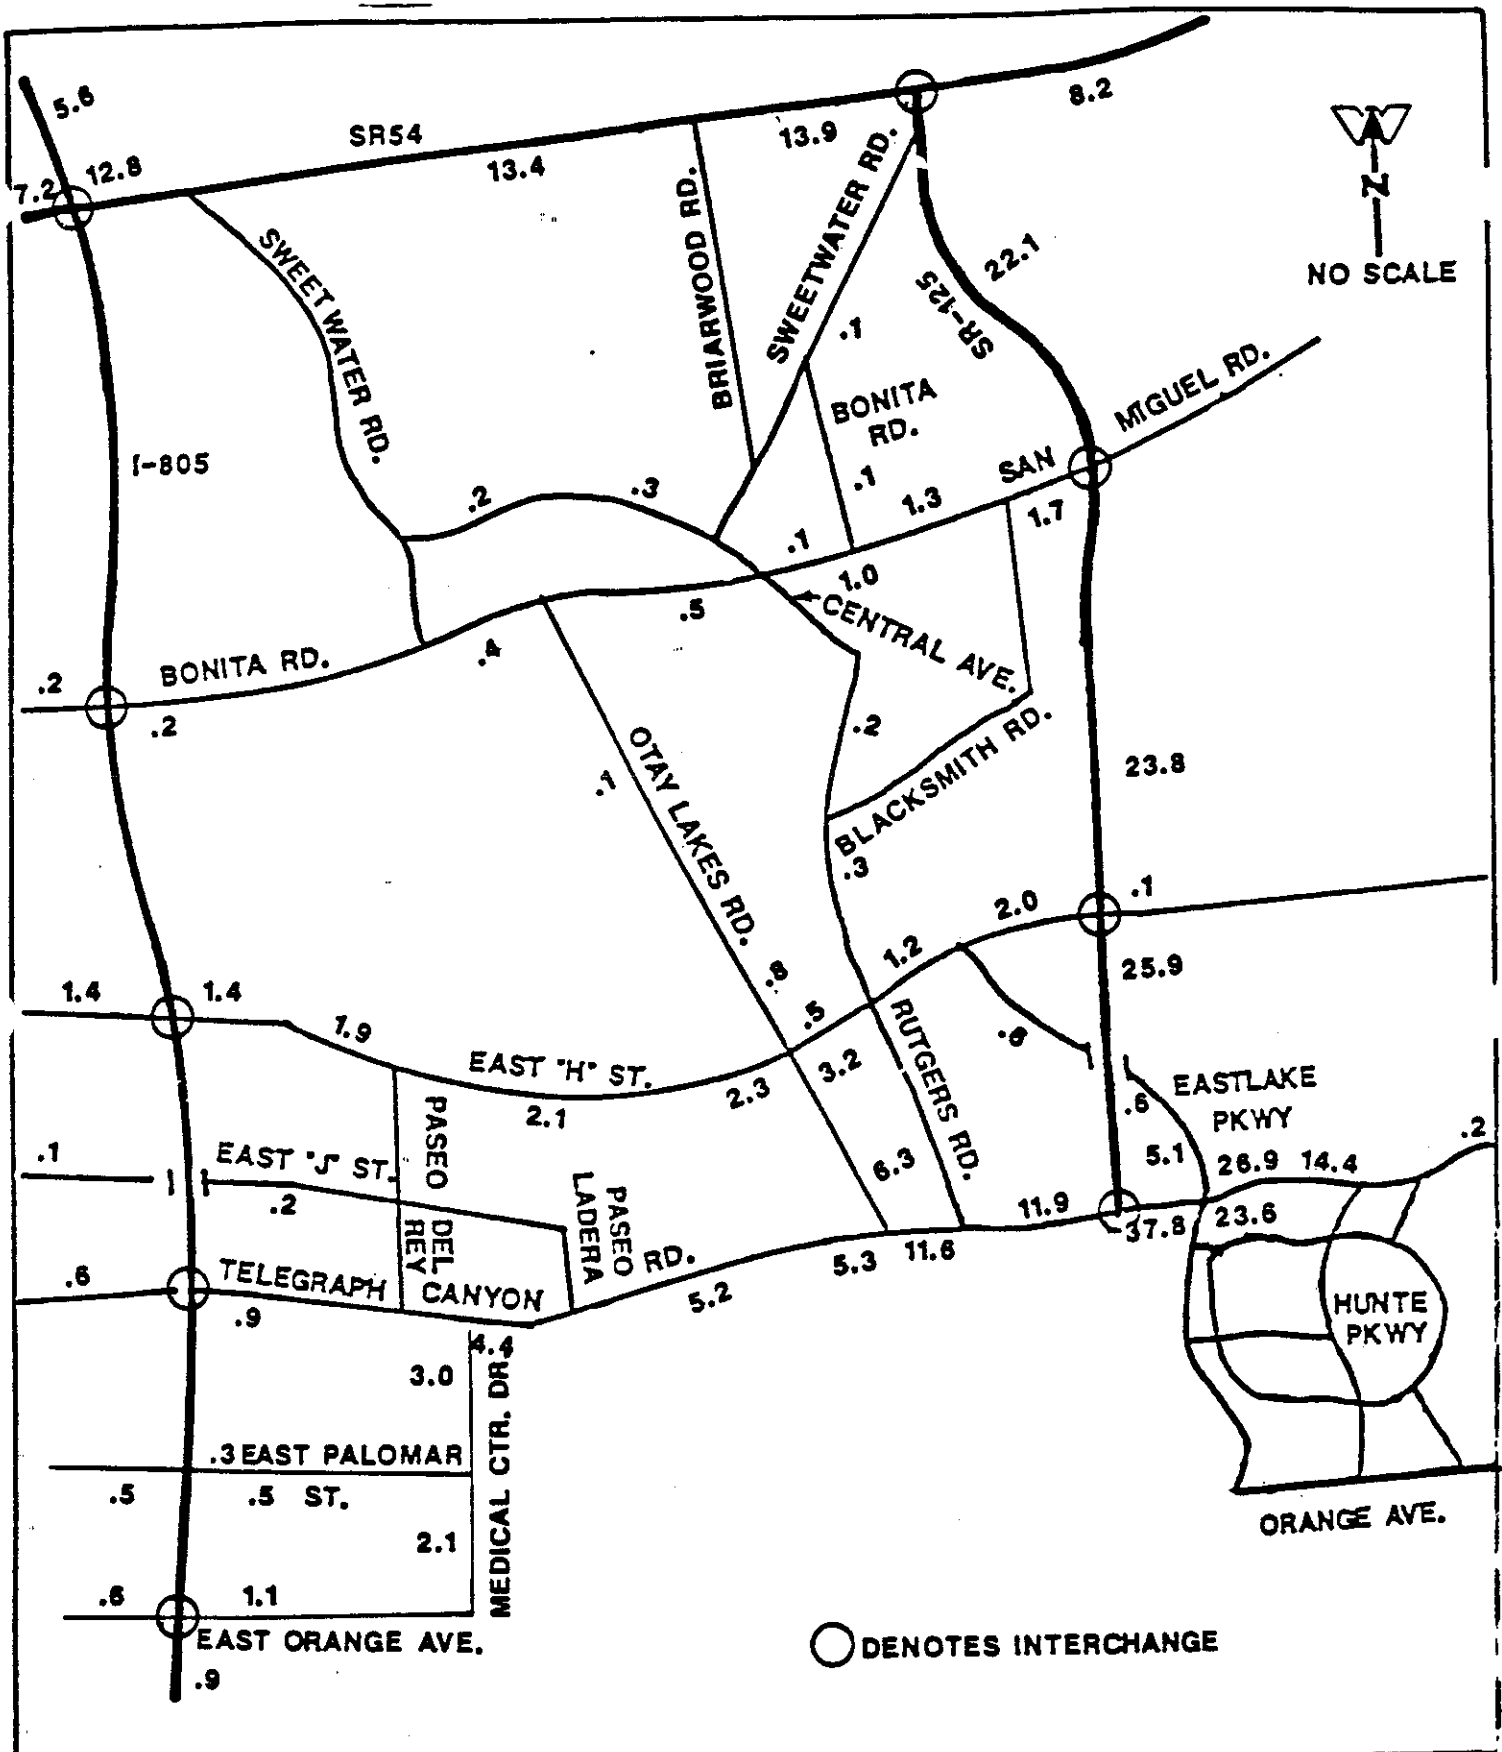 5.6
SR54
8.2
13.9
7.2
12.8
13.4
N
NO SCALE
SWEETWATER RD.
BRIARWOOD RD.
SWEETWATER RD.
22.1
SR-125
.1
BONITA
RD.
MIGUEL RD.
I-805
.2
.3
.1
1.3
SAN
1.7
.1
1.0
.5
CENTRAL AVE.
.4
BONITA RD.
.2
.2
.2
OTAY LAKES RD.
BLACKSMITH RD.
23.8
.3
.1
2.0
1.2
25.9
.8
.5
1.4
1.4
1.9
EAST "H" ST.
2.1
2.3
3.2
RUTGERS RD.
EASTLAKE
PKWY
.6
PASEO
DEL
REY
.1
EAST "J" ST.
.2
PASEO
LADERA
6.3
5.1
26.9
14.4
.2
11.9
37.8
23.6
.6
TELEGRAPH
CANYON
RD.
.9
5.2
5.3
11.6
HUNTE
PKWY
4.4
3.0
MEDICAL CTR. DR.
.3 EAST PALOMAR
ST.
.5
.5
2.1
ORANGE AVE.
.6
1.1
EAST ORANGE AVE.
.9
DENOTES INTERCHANGE